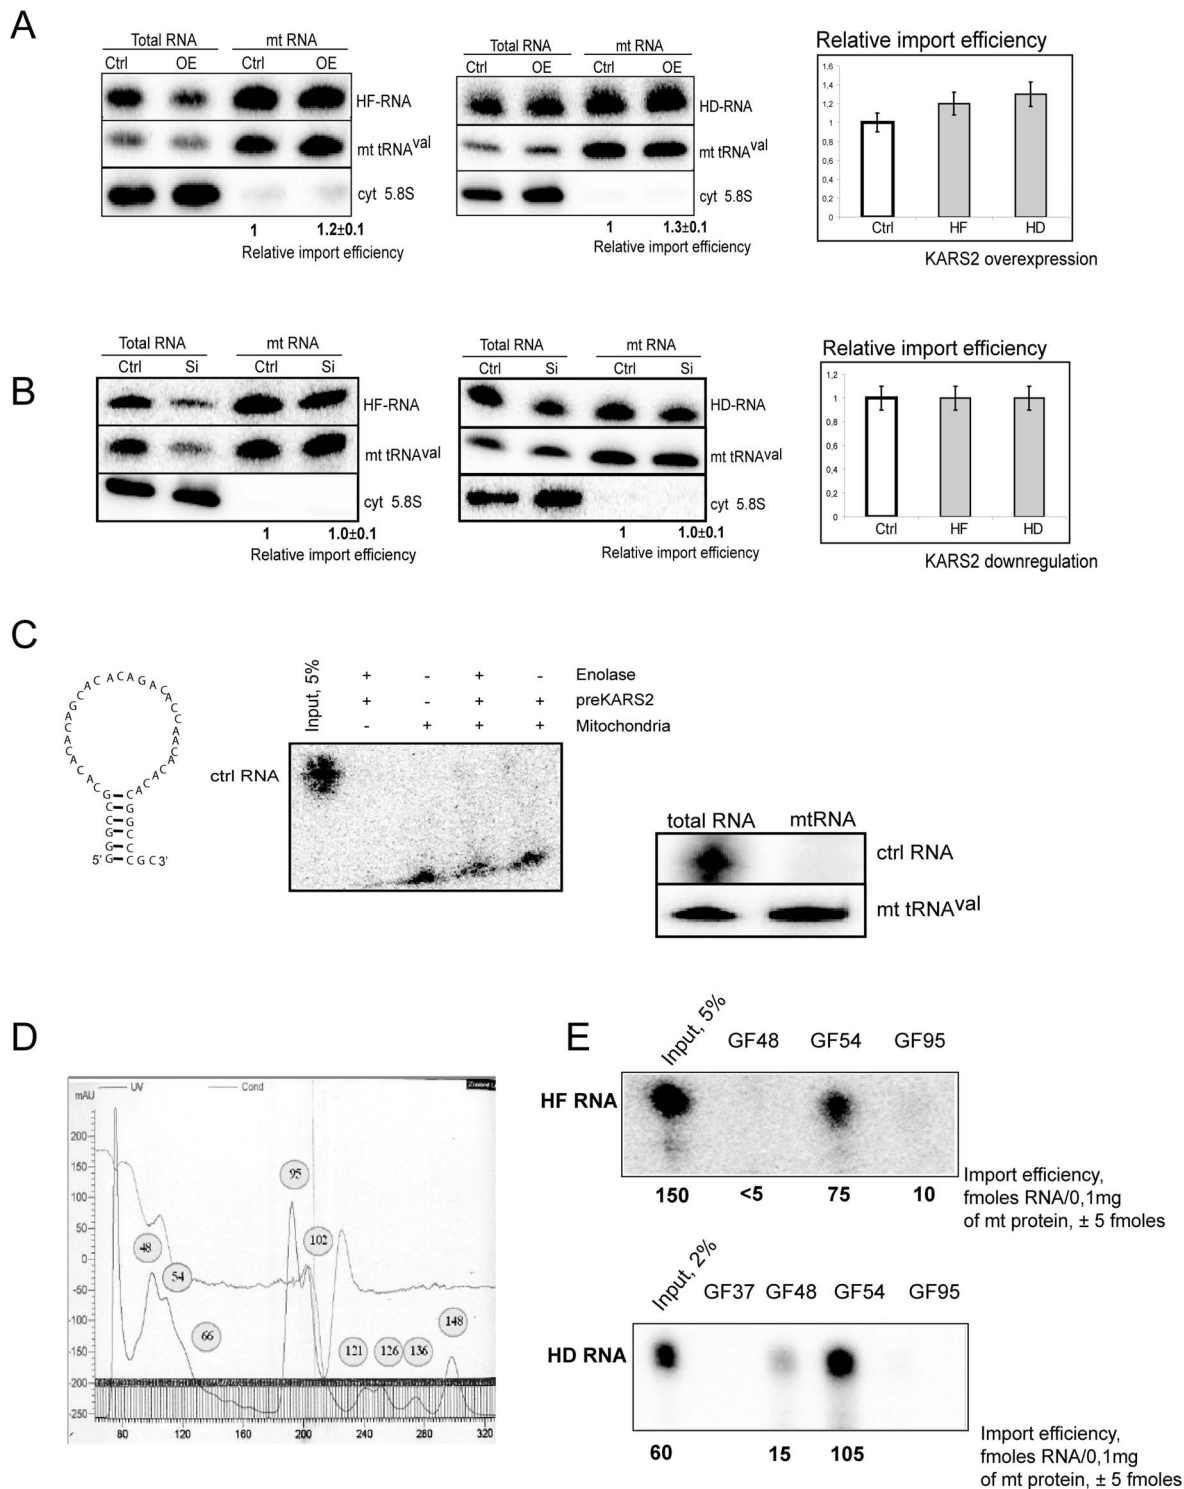 A
Total RNA mt RNA
Ctrl OE Ctrl OE
HF-RNA
mt tRNAval
cyt 5.8S
1 1.2±0.1
Relative import efficiency
Total RNA mt RNA
Ctrl OE Ctrl OE
HD-RNA
mt tRNAval
cyt 5.8S
1 1.3±0.1
Relative import efficiency
Relative import efficiency
1,6
1,4
1,2
1
0,8
0,6
0,4
0,2
0
Ctrl HF HD
KARS2 overexpression
B
Total RNA mt RNA
Ctrl Si Ctrl Si
HF-RNA
mt tRNAval
cyt 5.8S
1 1.0±0.1
Relative import efficiency
Total RNA mt RNA
Ctrl Si Ctrl Si
HD-RNA
mt tRNAval
cyt 5.8S
1 1.0±0.1
Relative import efficiency
Relative import efficiency
1,2
1
0,8
0,6
0,4
0,2
0
Ctrl HF HD
KARS2 downregulation
C
5' 3'
Input, 5%
+ - + - Enolase
+ - + + preKARS2
- + + + Mitochondria
ctrl RNA
total RNA mtRNA
ctrl RNA
mt tRNAval
D
UV Cond
mAU
200
150
100
50
0
-50
-100
-150
-200
-250
48
54
66
95
102
121
126
136
148
80 120 160 200 240 280 320
E
Input, 5% GF48 GF54 GF95
HF RNA
150 <5 75 10
Import efficiency,
fmoles RNA/0,1mg
of mt protein, ± 5 fmoles
Input, 2% GF37 GF48 GF54 GF95
HD RNA
60 15 105
Import efficiency,
fmoles RNA/0,1mg
of mt protein, ± 5 fmoles